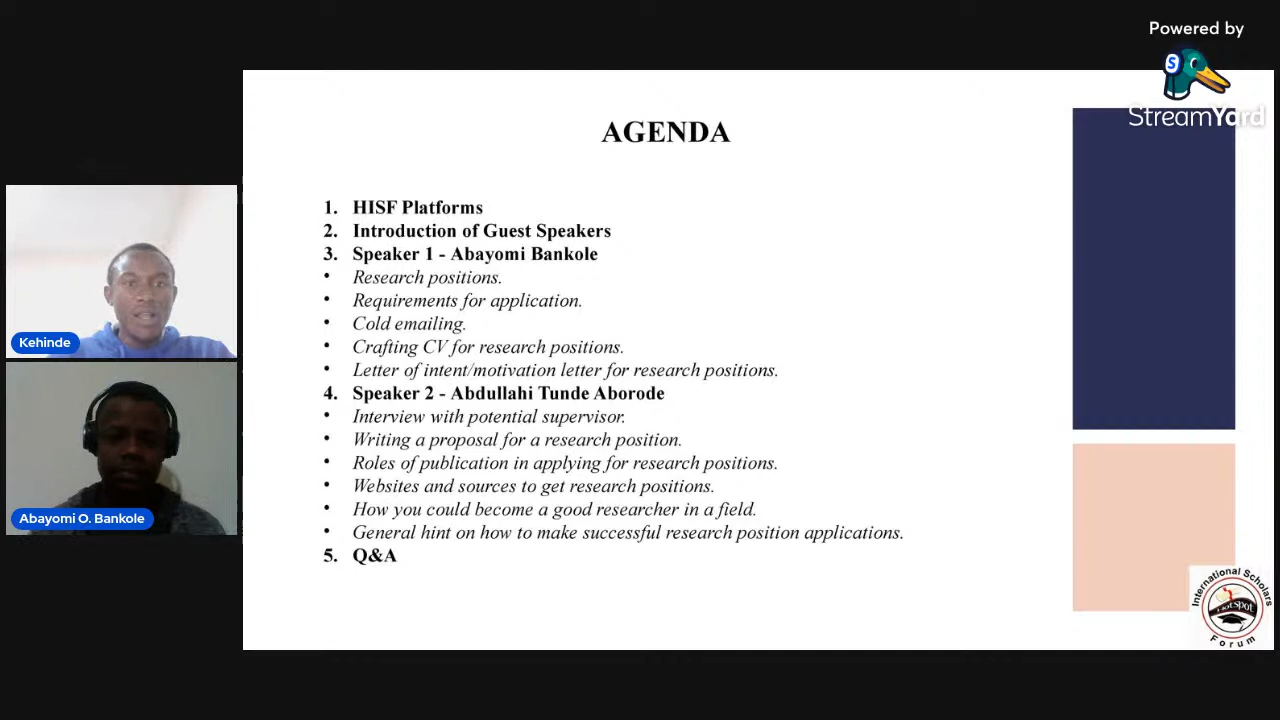 Powered by
S
StreamYard
AGENDA
1. HISF Platforms
2. Introduction of Guest Speakers
3. Speaker 1 - Abayomi Bankole
• Research positions.
• Requirements for application.
• Cold emailing.
• Crafting CV for research positions.
• Letter of intent/motivation letter for research positions.
4. Speaker 2 - Abdullahi Tunde Aborode
• Interview with potential supervisor.
• Writing a proposal for a research position.
• Roles of publication in applying for research positions.
• Websites and sources to get research positions.
• How you could become a good researcher in a field.
• General hint on how to make successful research position applications.
5. Q&A
Kehinde
Abayomi O. Bankole
International Scholars
HotSpot
Forum